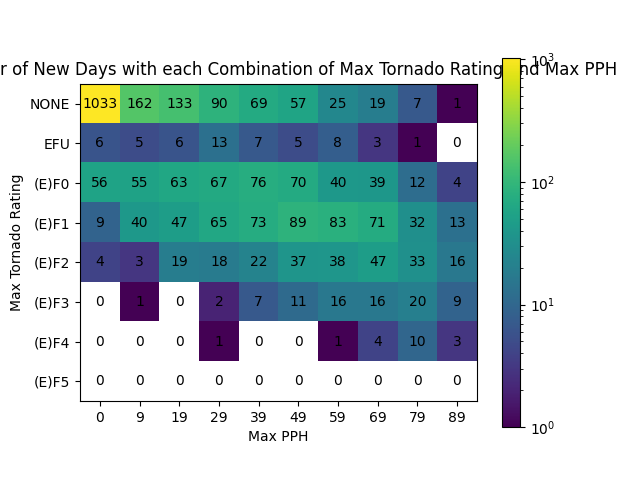 r of New Days with each Combination of Max Tornado Rating and Max PPH
NONE 1033 162 133 90 69 57 25 19 7 1
EFU 6 5 6 13 7 5 8 3 1 0
(E)F0 56 55 63 67 76 70 40 39 12 4
(E)F1 9 40 47 65 73 89 83 71 32 13
(E)F2 4 3 19 18 22 37 38 47 33 16
(E)F3 0 1 0 2 7 11 16 16 20 9
(E)F4 0 0 0 1 0 0 1 4 10 3
(E)F5 0 0 0 0 0 0 0 0 0 0
0 9 19 29 39 49 59 69 79 89
Max PPH
Max Tornado Rating
10³
10²
10¹
10⁰